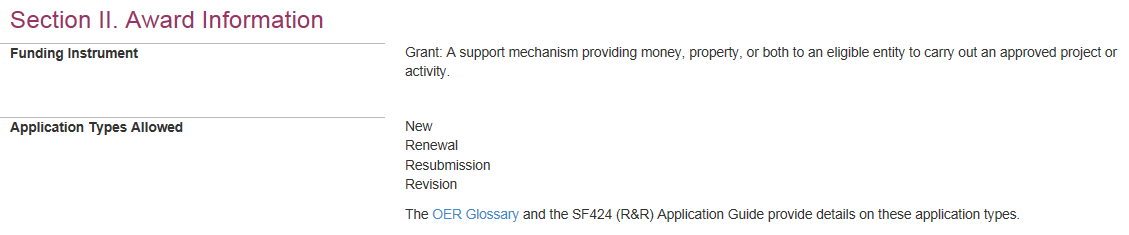 Section II. Award Information
Funding Instrument
Grant: A support mechanism providing money, property, or both to an eligible entity to carry out an approved project or
activity.
Application Types Allowed
New
Renewal
Resubmission
Revision
The OER Glossary and the SF424 (R&R) Application Guide provide details on these application types.